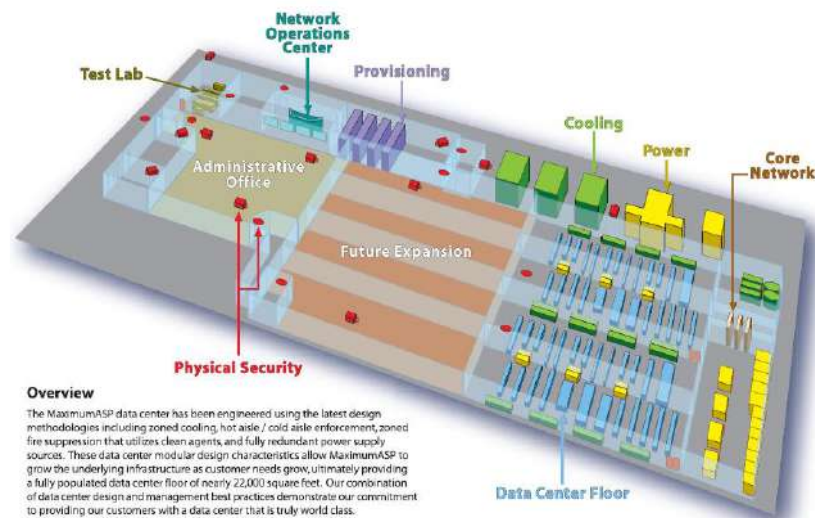 Network
Operations
Center
Test Lab
Provisioning
Cooling
Power
Core
Network
Administrative
Office
Future Expansion
Physical Security
Data Center Floor
Overview
The MaximumASP data center has been engineered using the latest design
methodologies including zoned cooling, hot aisle / cold aisle enforcement, zoned
fire suppression that utilizes clean agents, and fully redundant power supply
sources. These data center modular design characteristics allow MaximumASP to
grow the underlying infrastructure as customer needs grow, ultimately providing
a fully populated data center floor of nearly 22,000 square feet. Our combination
of data center design and management best practices demonstrate our commitment
to providing our customers with a data center that is truly world class.